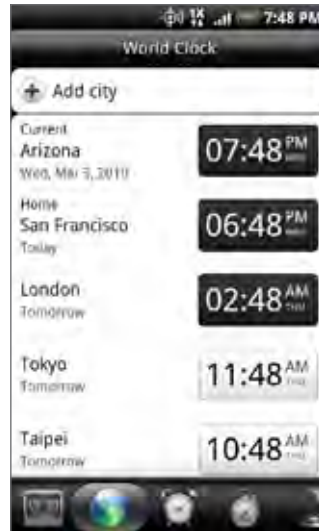 7:48 PM
World Clock
Add city
Current
Arizona
07:48 PM
Wed, Mar 3, 2010
Home
San Francisco
06:48 PM
Today
London
02:48 AM
Tomorrow
Tokyo
11:48 AM
Tomorrow
Taipei
10:48 AM
Tomorrow